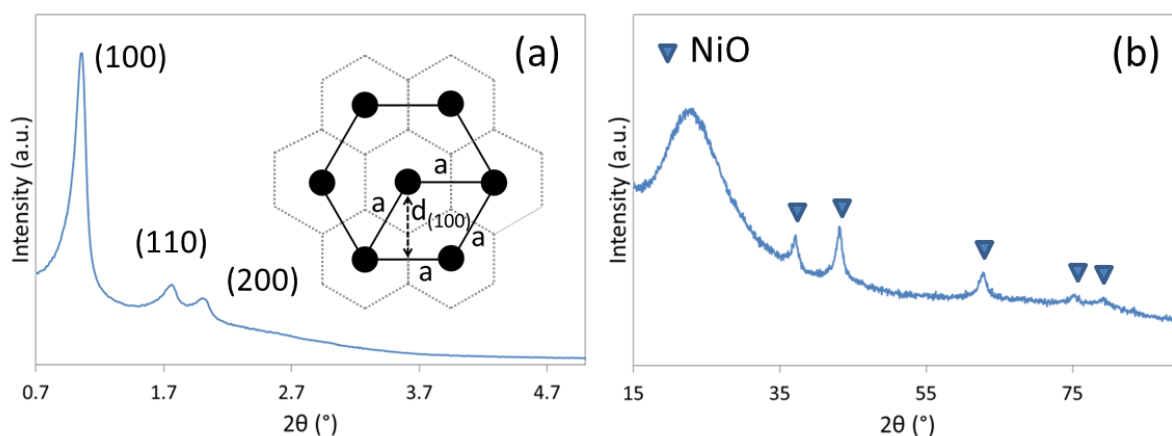 (a)
(100)
(110)
(200)
a
a
d(100)
a
a
Intensity (a.u.)
0.7 1.7 2.7 3.7 4.7
2θ (°)
(b)
NiO
Intensity (a.u.)
15 35 55 75
2θ (°)